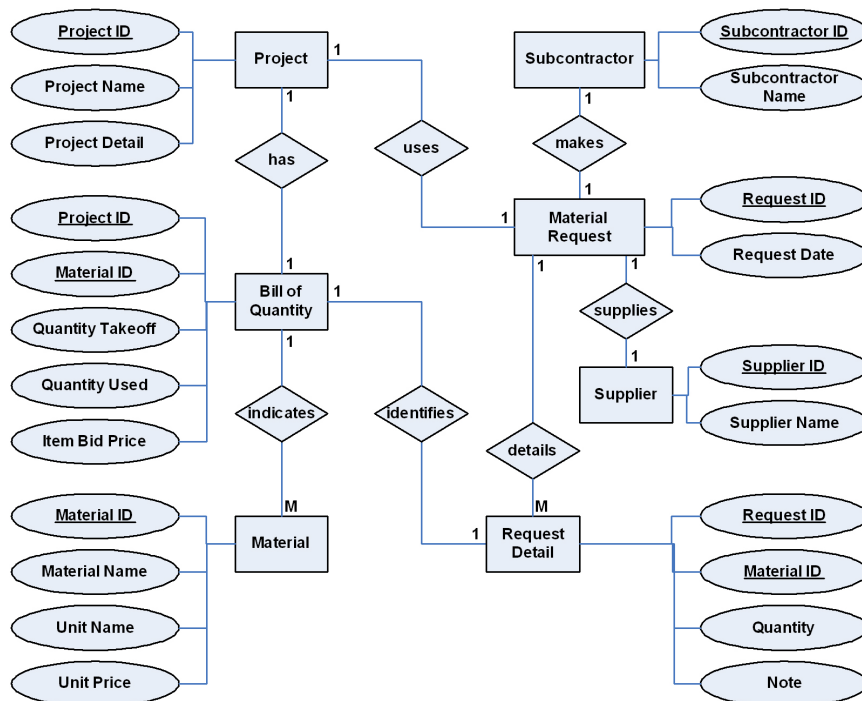 Project ID
Project Name
Project Detail
Project
1
1
has
1
uses
1
Subcontractor
1
makes
1
Subcontractor ID
Subcontractor
Name
Material
Request
Request ID
Request Date
1
1
supplies
1
Supplier
Supplier ID
Supplier Name
Project ID
Material ID
Quantity Takeoff
Quantity Used
Item Bid Price
Bill of
Quantity
1
1
indicates
M
identifies
1
details
M
Material ID
Material Name
Unit Name
Unit Price
Material
Request
Detail
Request ID
Material ID
Quantity
Note